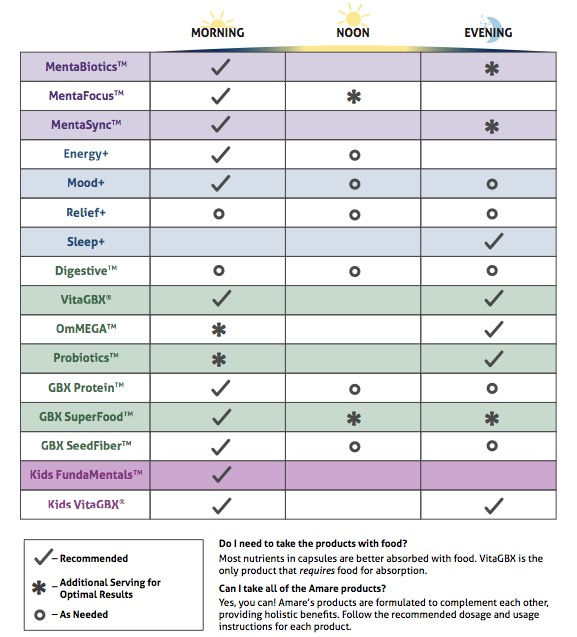 MORNING NOON EVENING
MentaBiotics™ ✓ ✱
MentaFocus™ ✓ ✱
MentaSync™ ✓ ✱
Energy+ ✓ o
Mood+ ✓ o o
Relief+ o o o
Sleep+ ✓
Digestive™ o o o
VitaGBX® ✓ ✓
OmMEGA™ ✱ ✓
Probiotics™ ✱ ✓
GBX Protein™ ✓ o o
GBX SuperFood™ ✓ ✱ ✱
GBX SeedFiber™ ✓ o o
Kids FundaMentals™ ✓
Kids VitaGBX® ✓ ✓
✓ – Recommended
✱ – Additional Serving for
Optimal Results
o – As Needed
Do I need to take the products with food?
Most nutrients in capsules are better absorbed with food. VitaGBX is the
only product that requires food for absorption.
Can I take all of the Amare products?
Yes, you can! Amare's products are formulated to complement each other,
providing holistic benefits. Follow the recommended dosage and usage
instructions for each product.